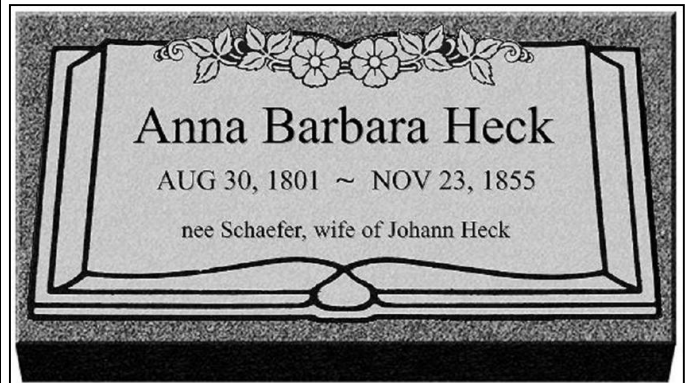 Anna Barbara Heck
AUG 30, 1801 ~ NOV 23, 1855
nee Schaefer, wife of Johann Heck